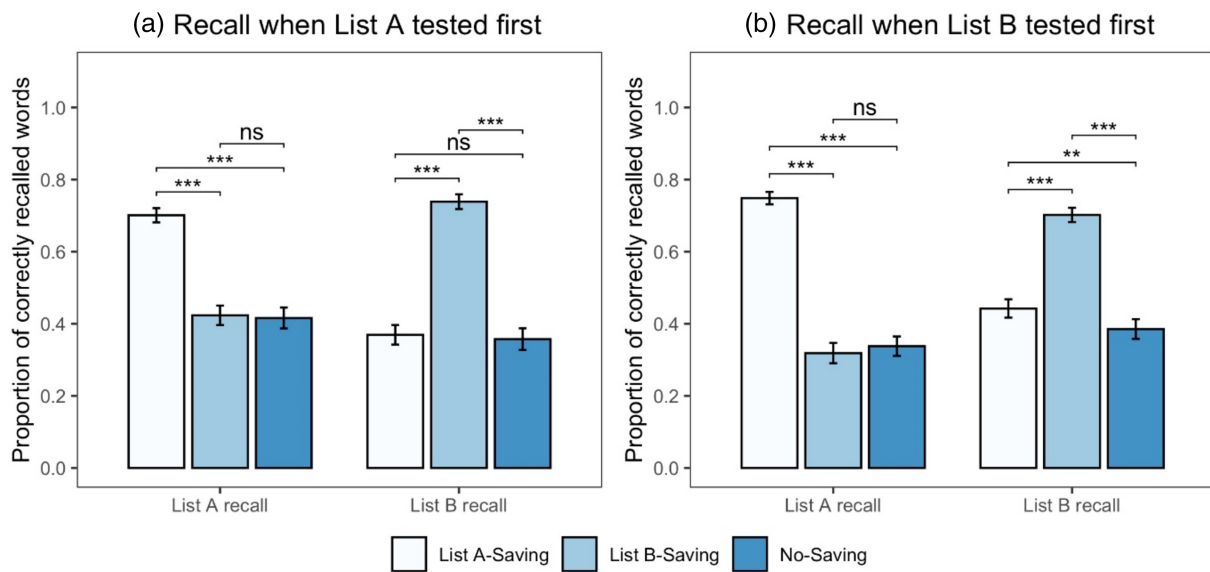 (a) Recall when List A tested first
Proportion of correctly recalled words
1.0
0.8
0.6
0.4
0.2
0.0
ns
***
***
***
ns
***
List A recall
List B recall
(b) Recall when List B tested first
Proportion of correctly recalled words
1.0
0.8
0.6
0.4
0.2
0.0
ns
***
***
***
**
***
List A recall
List B recall
List A-Saving
List B-Saving
No-Saving